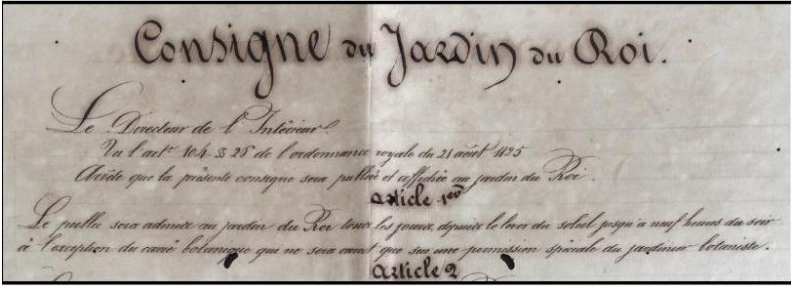 Consigne du Jardin du Roi.
Le Directeur de l'Intérieur
Vu l'art. 104 § 26 de l'ordonnance royale du 21 août 1825
Arrête que la présente consigne sera publiée et affichée au jardin du Roi.
Article 1er
Le public sera admis au jardin du Roi tous les jours, depuis le lever du soleil jusqu'à neuf heures du soir
à l'exception du carré botanique qui ne sera ouvert que sur une permission spéciale du jardinier botaniste.
Article 2